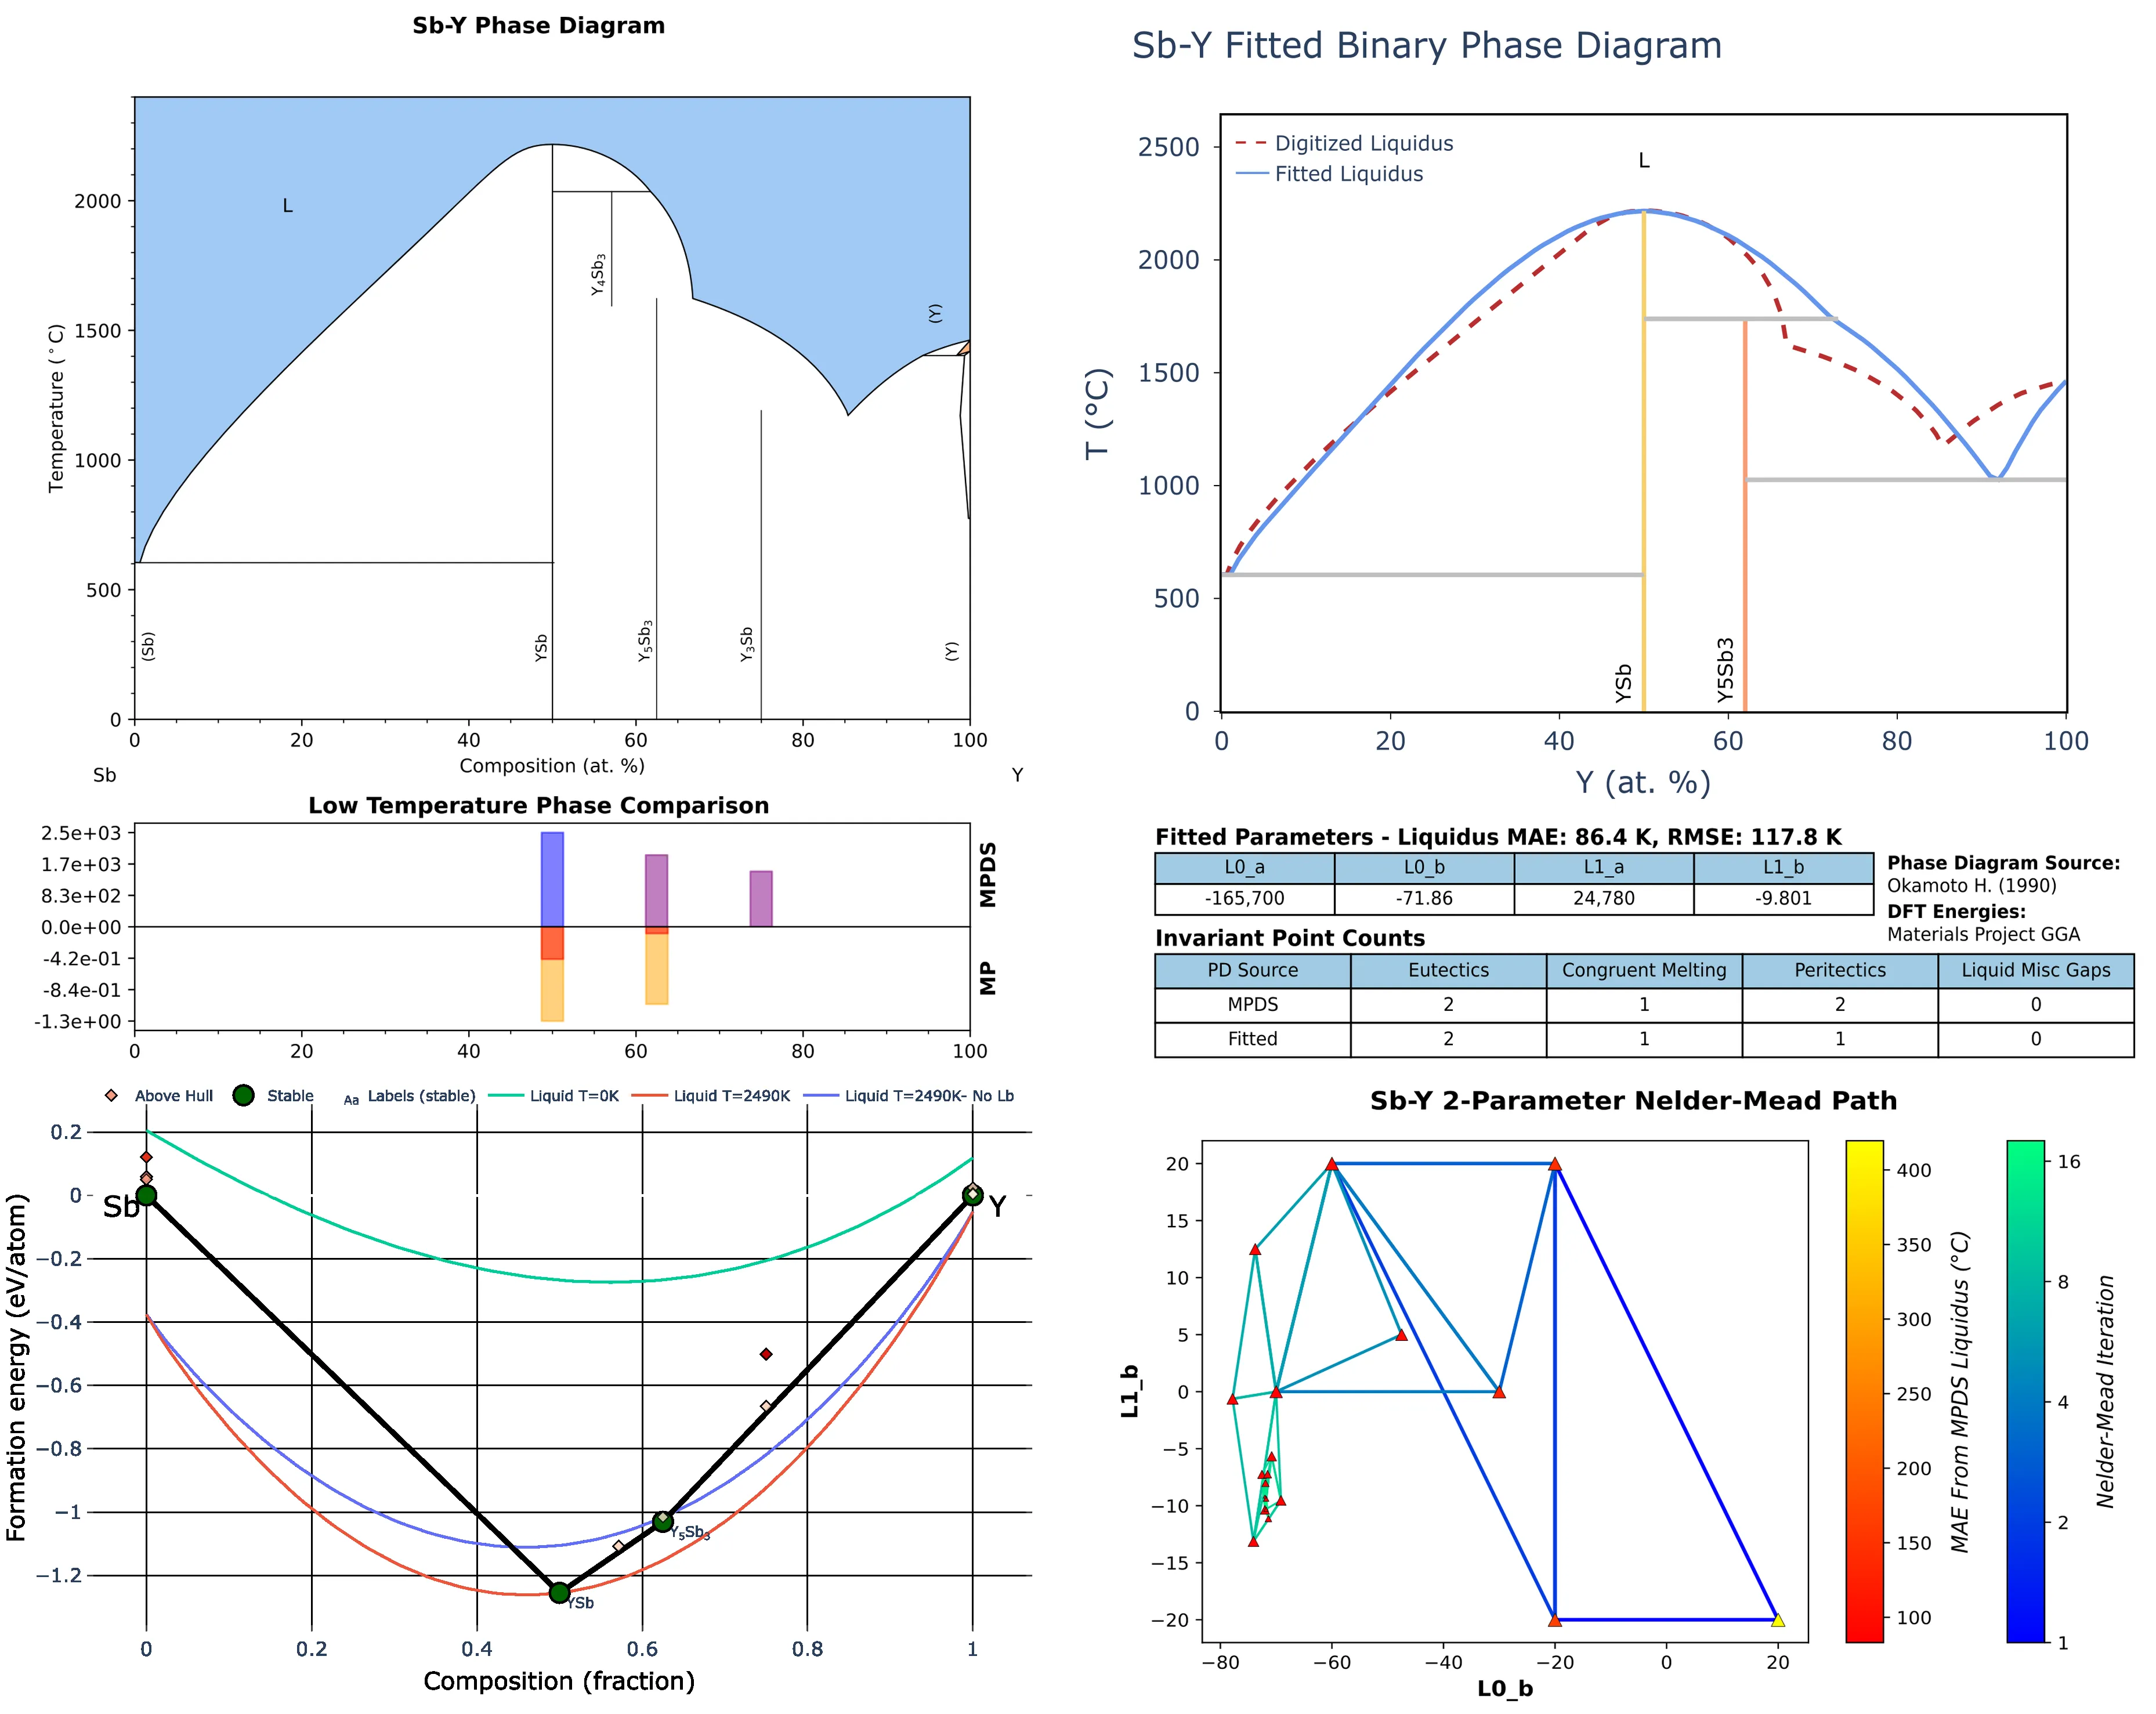 Sb-Y Phase Diagram
Temperature (°C)
2000
1500
1000
500
0
L
Y4Sb3
(Y)
(Sb)
YSb
Y5Sb3
Y3Sb
(Y)
0 20 40 60 80 100
Composition (at. %)
Sb Y
Low Temperature Phase Comparison
2.5e+03
1.7e+03
8.3e+02
0.0e+00
-4.2e-01
-8.4e-01
-1.3e+00
MPDS
MP
0 20 40 60 80 100
Above Hull Stable Aa Labels (stable) Liquid T=0K Liquid T=2490K Liquid T=2490K- No Lb
Formation energy (eV/atom)
0.2
0
−0.2
−0.4
−0.6
−0.8
−1
−1.2
Sb Y
Y5Sb3
YSb
0 0.2 0.4 0.6 0.8 1
Composition (fraction)
Sb-Y Fitted Binary Phase Diagram
T (°C)
2500
2000
1500
1000
500
0
Digitized Liquidus
Fitted Liquidus
L
YSb
Y5Sb3
0 20 40 60 80 100
Y (at. %)
Fitted Parameters - Liquidus MAE: 86.4 K, RMSE: 117.8 K
L0_a L0_b L1_a L1_b
-165,700 -71.86 24,780 -9.801
Phase Diagram Source:
Okamoto H. (1990)
DFT Energies:
Materials Project GGA
Invariant Point Counts
PD Source Eutectics Congruent Melting Peritectics Liquid Misc Gaps
MPDS 2 1 2 0
Fitted 2 1 1 0
Sb-Y 2-Parameter Nelder-Mead Path
L1_b
20
15
10
5
0
−5
−10
−15
−20
−80 −60 −40 −20 0 20
L0_b
400
350
300
250
200
150
100
MAE From MPDS Liquidus (°C)
16
8
4
2
1
Nelder-Mead Iteration